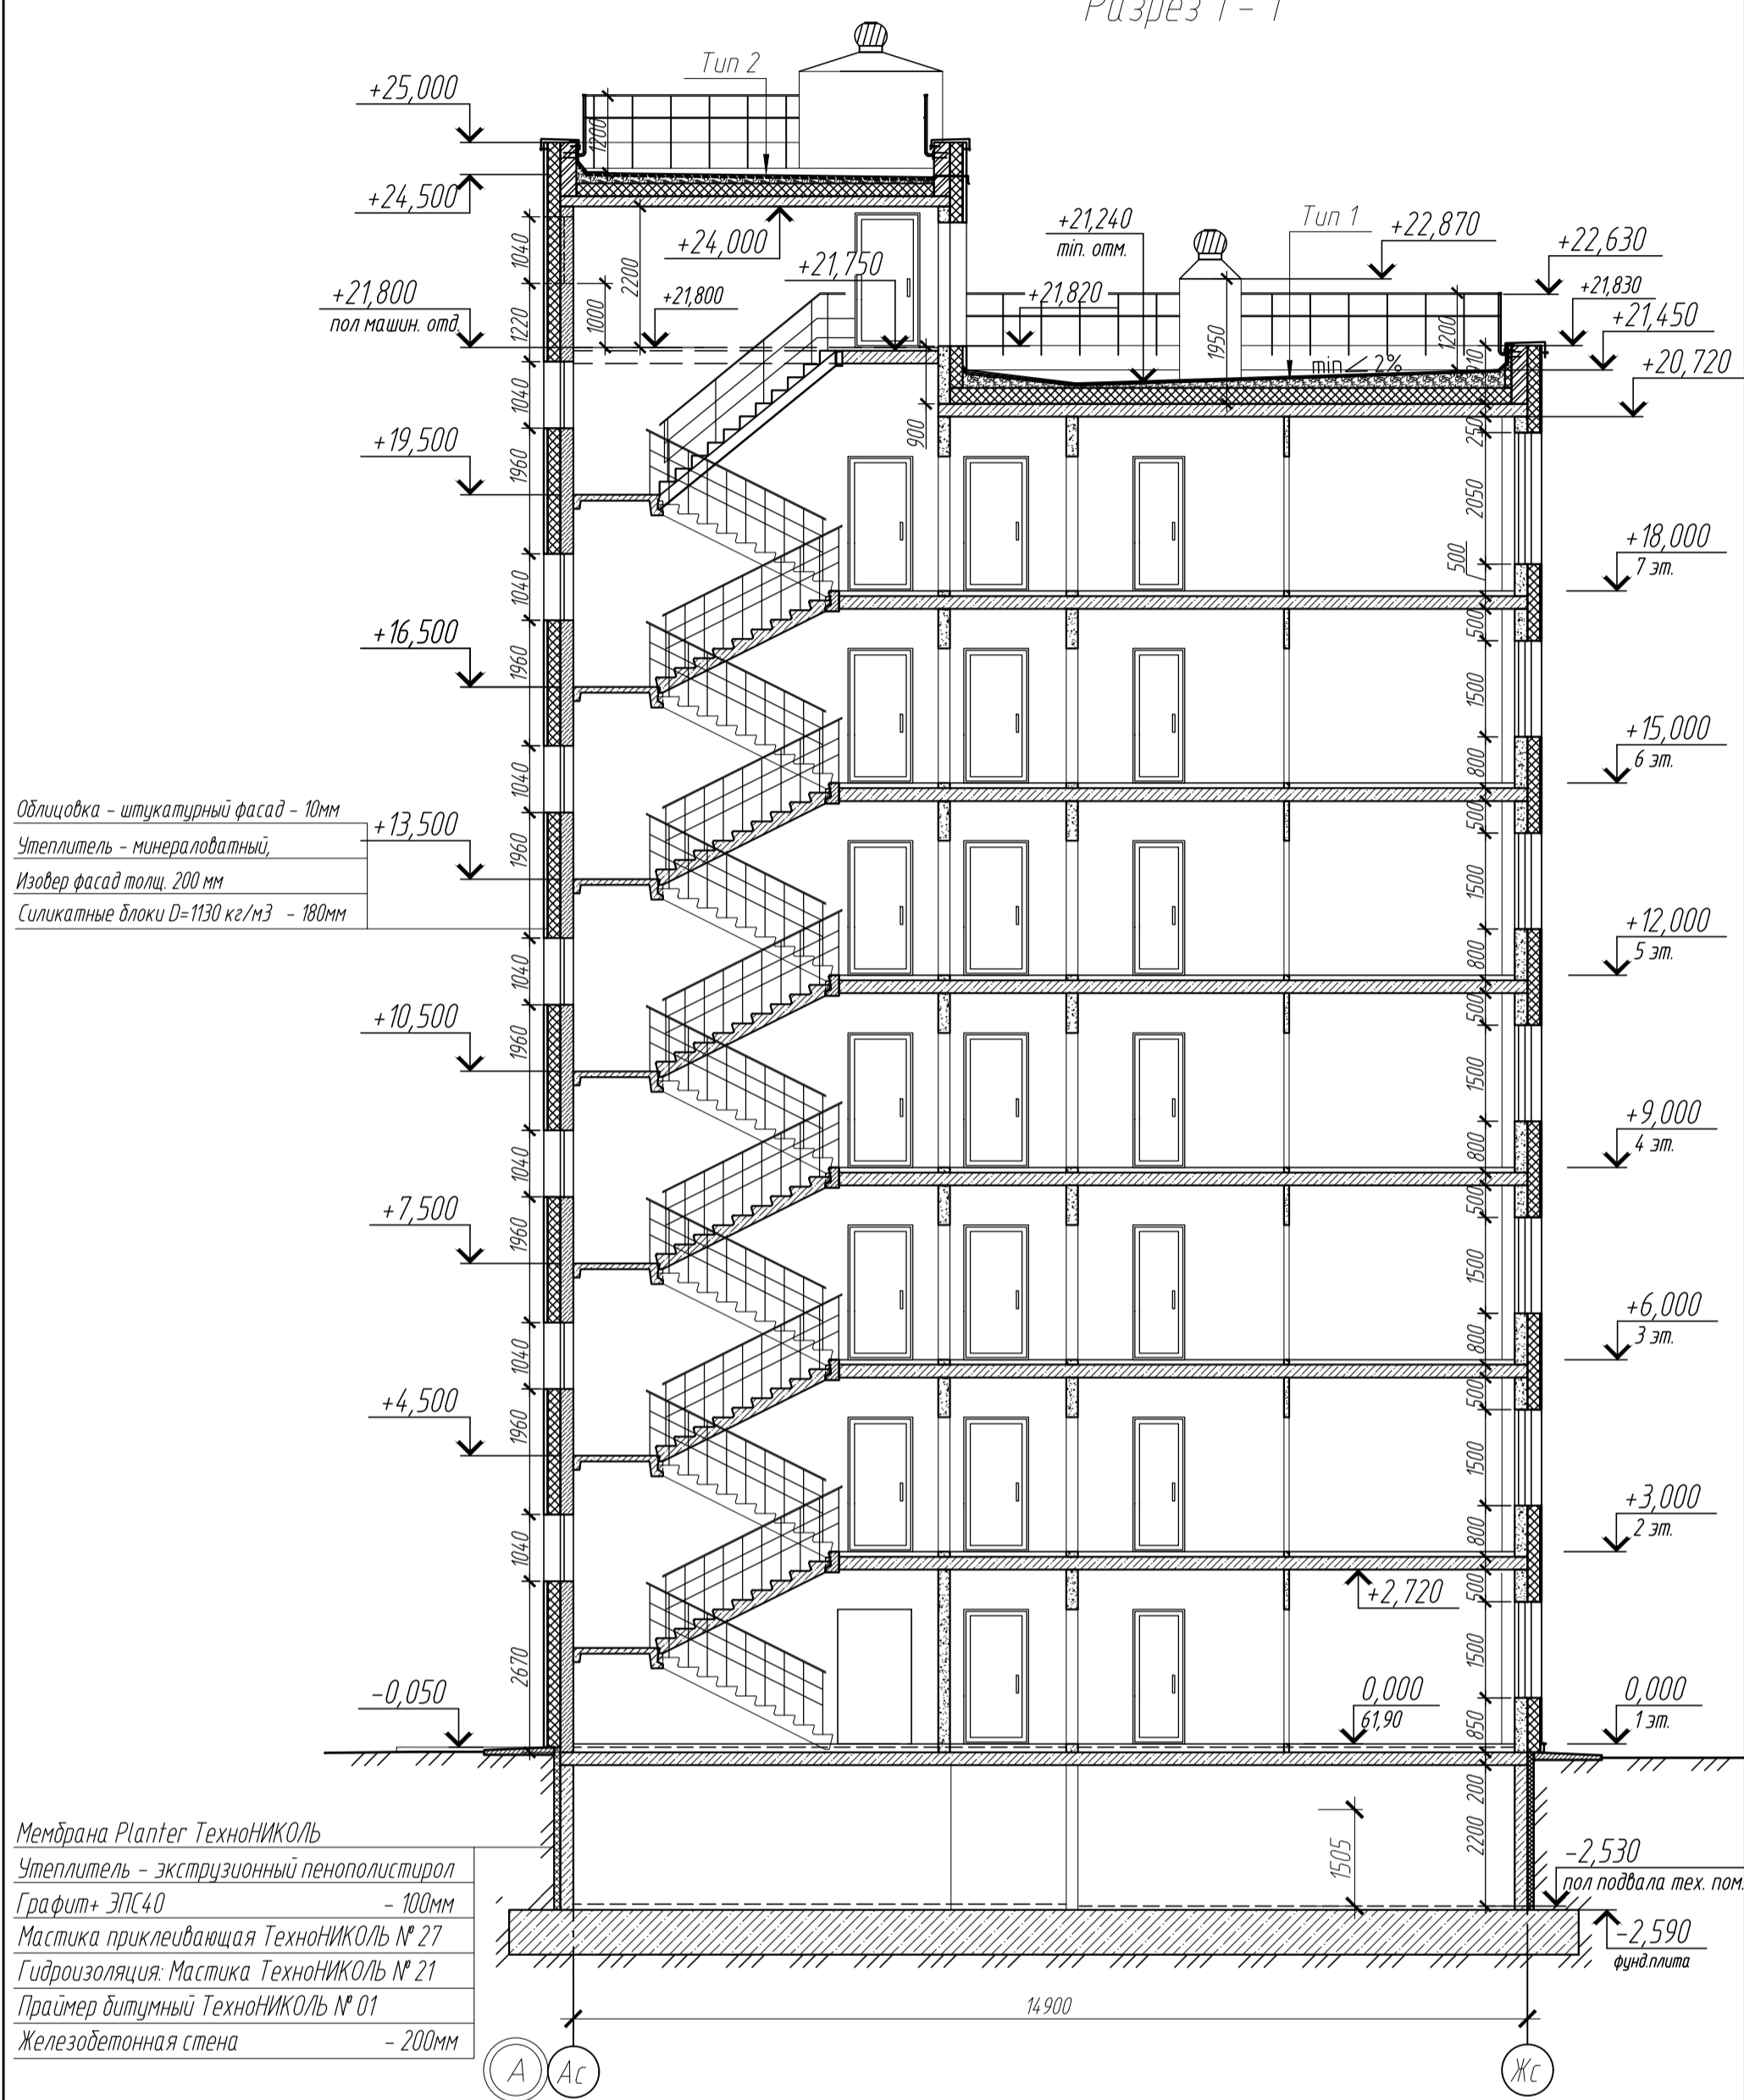 Разрез 1 - 1
Тип 2
+25,000
1200
+24,500
+24,000
1040
2200
+21,750
+21,240
min. отм.
Тип 1
+22,870
+22,630
+21,800
пол машин. отд.
1220
1000
+21,800
+21,820
1950
1200
910
+21,830
+21,450
min 2%
+20,720
1040
900
250
+19,500
1960
2050
500
+18,000
7 эт.
1040
500
+16,500
1960
1500
+15,000
6 эт.
800
1040
500
Облицовка - штукатурный фасад - 10мм
Утеплитель - минераловатный,
Изовер фасад толщ. 200 мм
Силикатные блоки D=1130 кг/м3 - 180мм
+13,500
1960
1500
+12,000
5 эт.
800
1040
500
+10,500
1960
1500
+9,000
4 эт.
800
1040
500
+7,500
1960
1500
+6,000
3 эт.
800
1040
500
+4,500
1960
1500
+3,000
2 эт.
800
1040
500
+2,720
2670
1500
-0,050
0,000
61,90
850
0,000
1 эт.
200
2200
1505
-2,530
пол подвала тех. пом.
-2,590
фунд.плита
Мембрана Planter ТехноНИКОЛЬ
Утеплитель - экструзионный пенополистирол
Графит+ ЭПС40 - 100мм
Мастика приклеивающая ТехноНИКОЛЬ № 27
Гидроизоляция: Мастика ТехноНИКОЛЬ № 21
Праймер битумный ТехноНИКОЛЬ № 01
Железобетонная стена - 200мм
14900
А
Ас
Жс